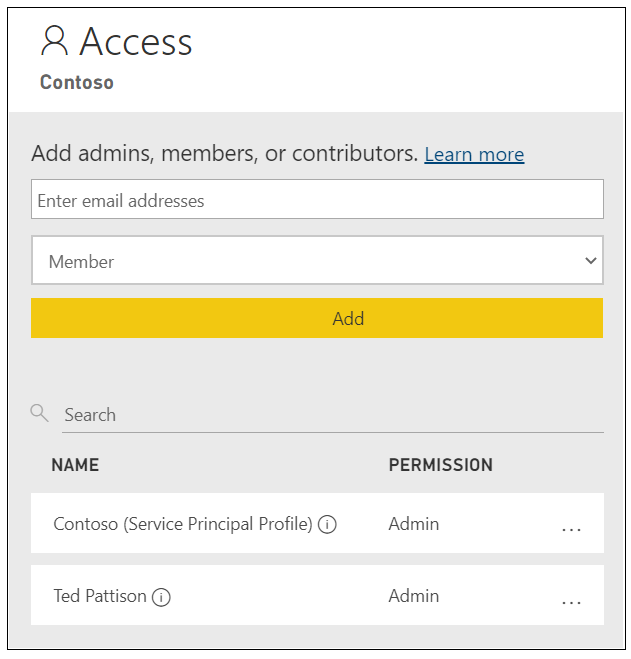 Access
Contoso
Add admins, members, or contributors. Learn more
Enter email addresses
Member
Add
Search
NAME PERMISSION
Contoso (Service Principal Profile) Admin ...
Ted Pattison Admin ...